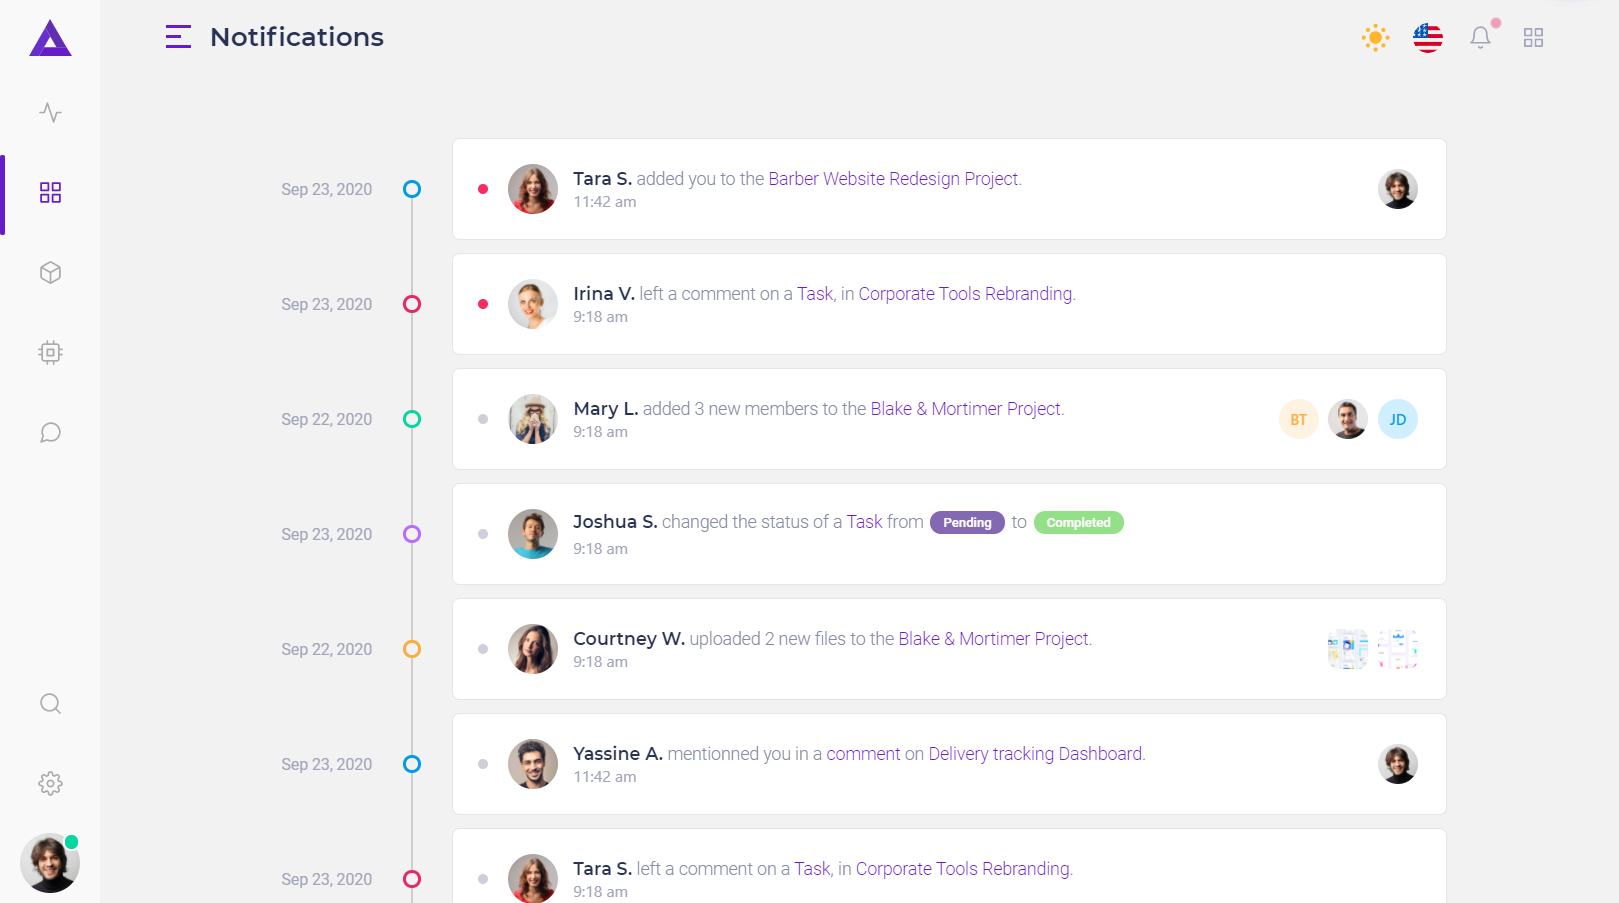 Notifications
Sep 23, 2020
Tara S. added you to the Barber Website Redesign Project.
11:42 am
Sep 23, 2020
Irina V. left a comment on a Task, in Corporate Tools Rebranding.
9:18 am
Sep 22, 2020
Mary L. added 3 new members to the Blake & Mortimer Project.
9:18 am
BT
JD
Sep 23, 2020
Joshua S. changed the status of a Task from Pending to Completed
9:18 am
Sep 22, 2020
Courtney W. uploaded 2 new files to the Blake & Mortimer Project.
9:18 am
Sep 23, 2020
Yassine A. mentionned you in a comment on Delivery tracking Dashboard.
11:42 am
Sep 23, 2020
Tara S. left a comment on a Task, in Corporate Tools Rebranding.
9:18 am